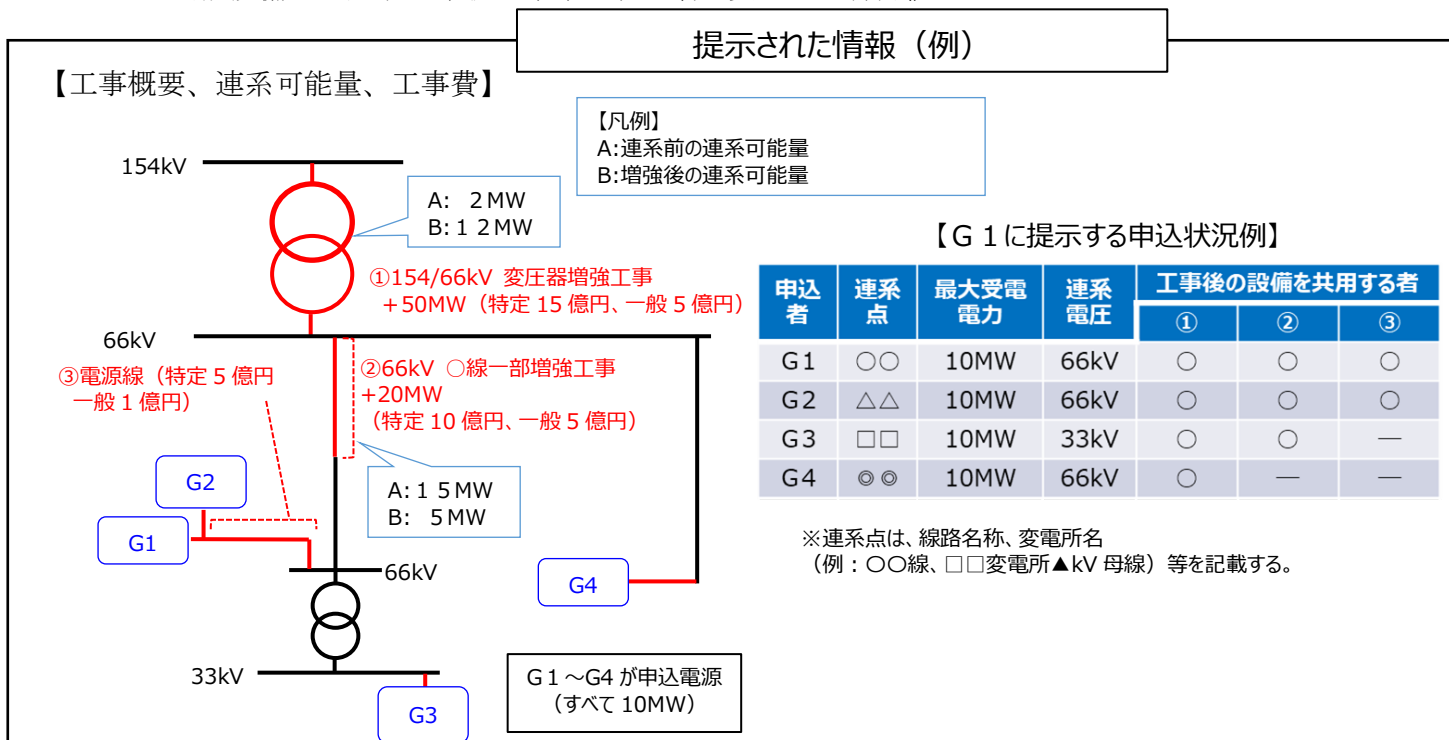 提示された情報（例）
【工事概要、連系可能量、工事費】
【凡例】
A:連系前の連系可能量
B:増強後の連系可能量
154kV
A: 2MW
B:12MW
①154/66kV 変圧器増強工事
+50MW（特定 15 億円、一般 5 億円）
66kV
③電源線（特定 5 億円
一般 1 億円）
②66kV ○線一部増強工事
+20MW
（特定 10 億円、一般 5 億円）
A:15MW
B: 5MW
G2
G1
66kV
G4
33kV
G3
G1～G4 が申込電源
（すべて 10MW）
【G1に提示する申込状況例】
申込者 連系点 最大受電電力 連系電圧 工事後の設備を共用する者
① ② ③
G1 ○○ 10MW 66kV ○ ○ ○
G2 △△ 10MW 66kV ○ ○ ○
G3 □□ 10MW 33kV ○ ○ ―
G4 ◎◎ 10MW 66kV ○ ― ―
※連系点は、線路名称、変電所名
（例：○○線、□□変電所▲kV 母線）等を記載する。